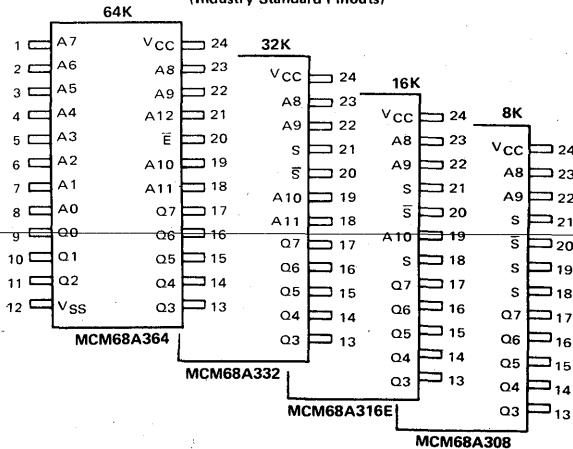 (Industry Standard Pinouts)
64K
1 A7 VCC 24
2 A6 A8 23
3 A5 A9 22
4 A4 A12 21
5 A3 E̅ 20
6 A2 A10 19
7 A1 A11 18
8 A0 Q7 17
9 Q0 Q6 16
10 Q1 Q5 15
11 Q2 Q4 14
12 VSS Q3 13
MCM68A364
32K
VCC 24
A8 23
A9 22
S 21
S̅ 20
A10 19
A11 18
Q7 17
Q6 16
Q5 15
Q4 14
Q3 13
MCM68A332
16K
VCC 24
A8 23
A9 22
S 21
S̅ 20
A10 19
S 18
Q7 17
Q6 16
Q5 15
Q4 14
Q3 13
MCM68A316E
8K
VCC 24
A8 23
A9 22
S 21
S̅ 20
S 19
S 18
Q7 17
Q6 16
Q5 15
Q4 14
Q3 13
MCM68A308